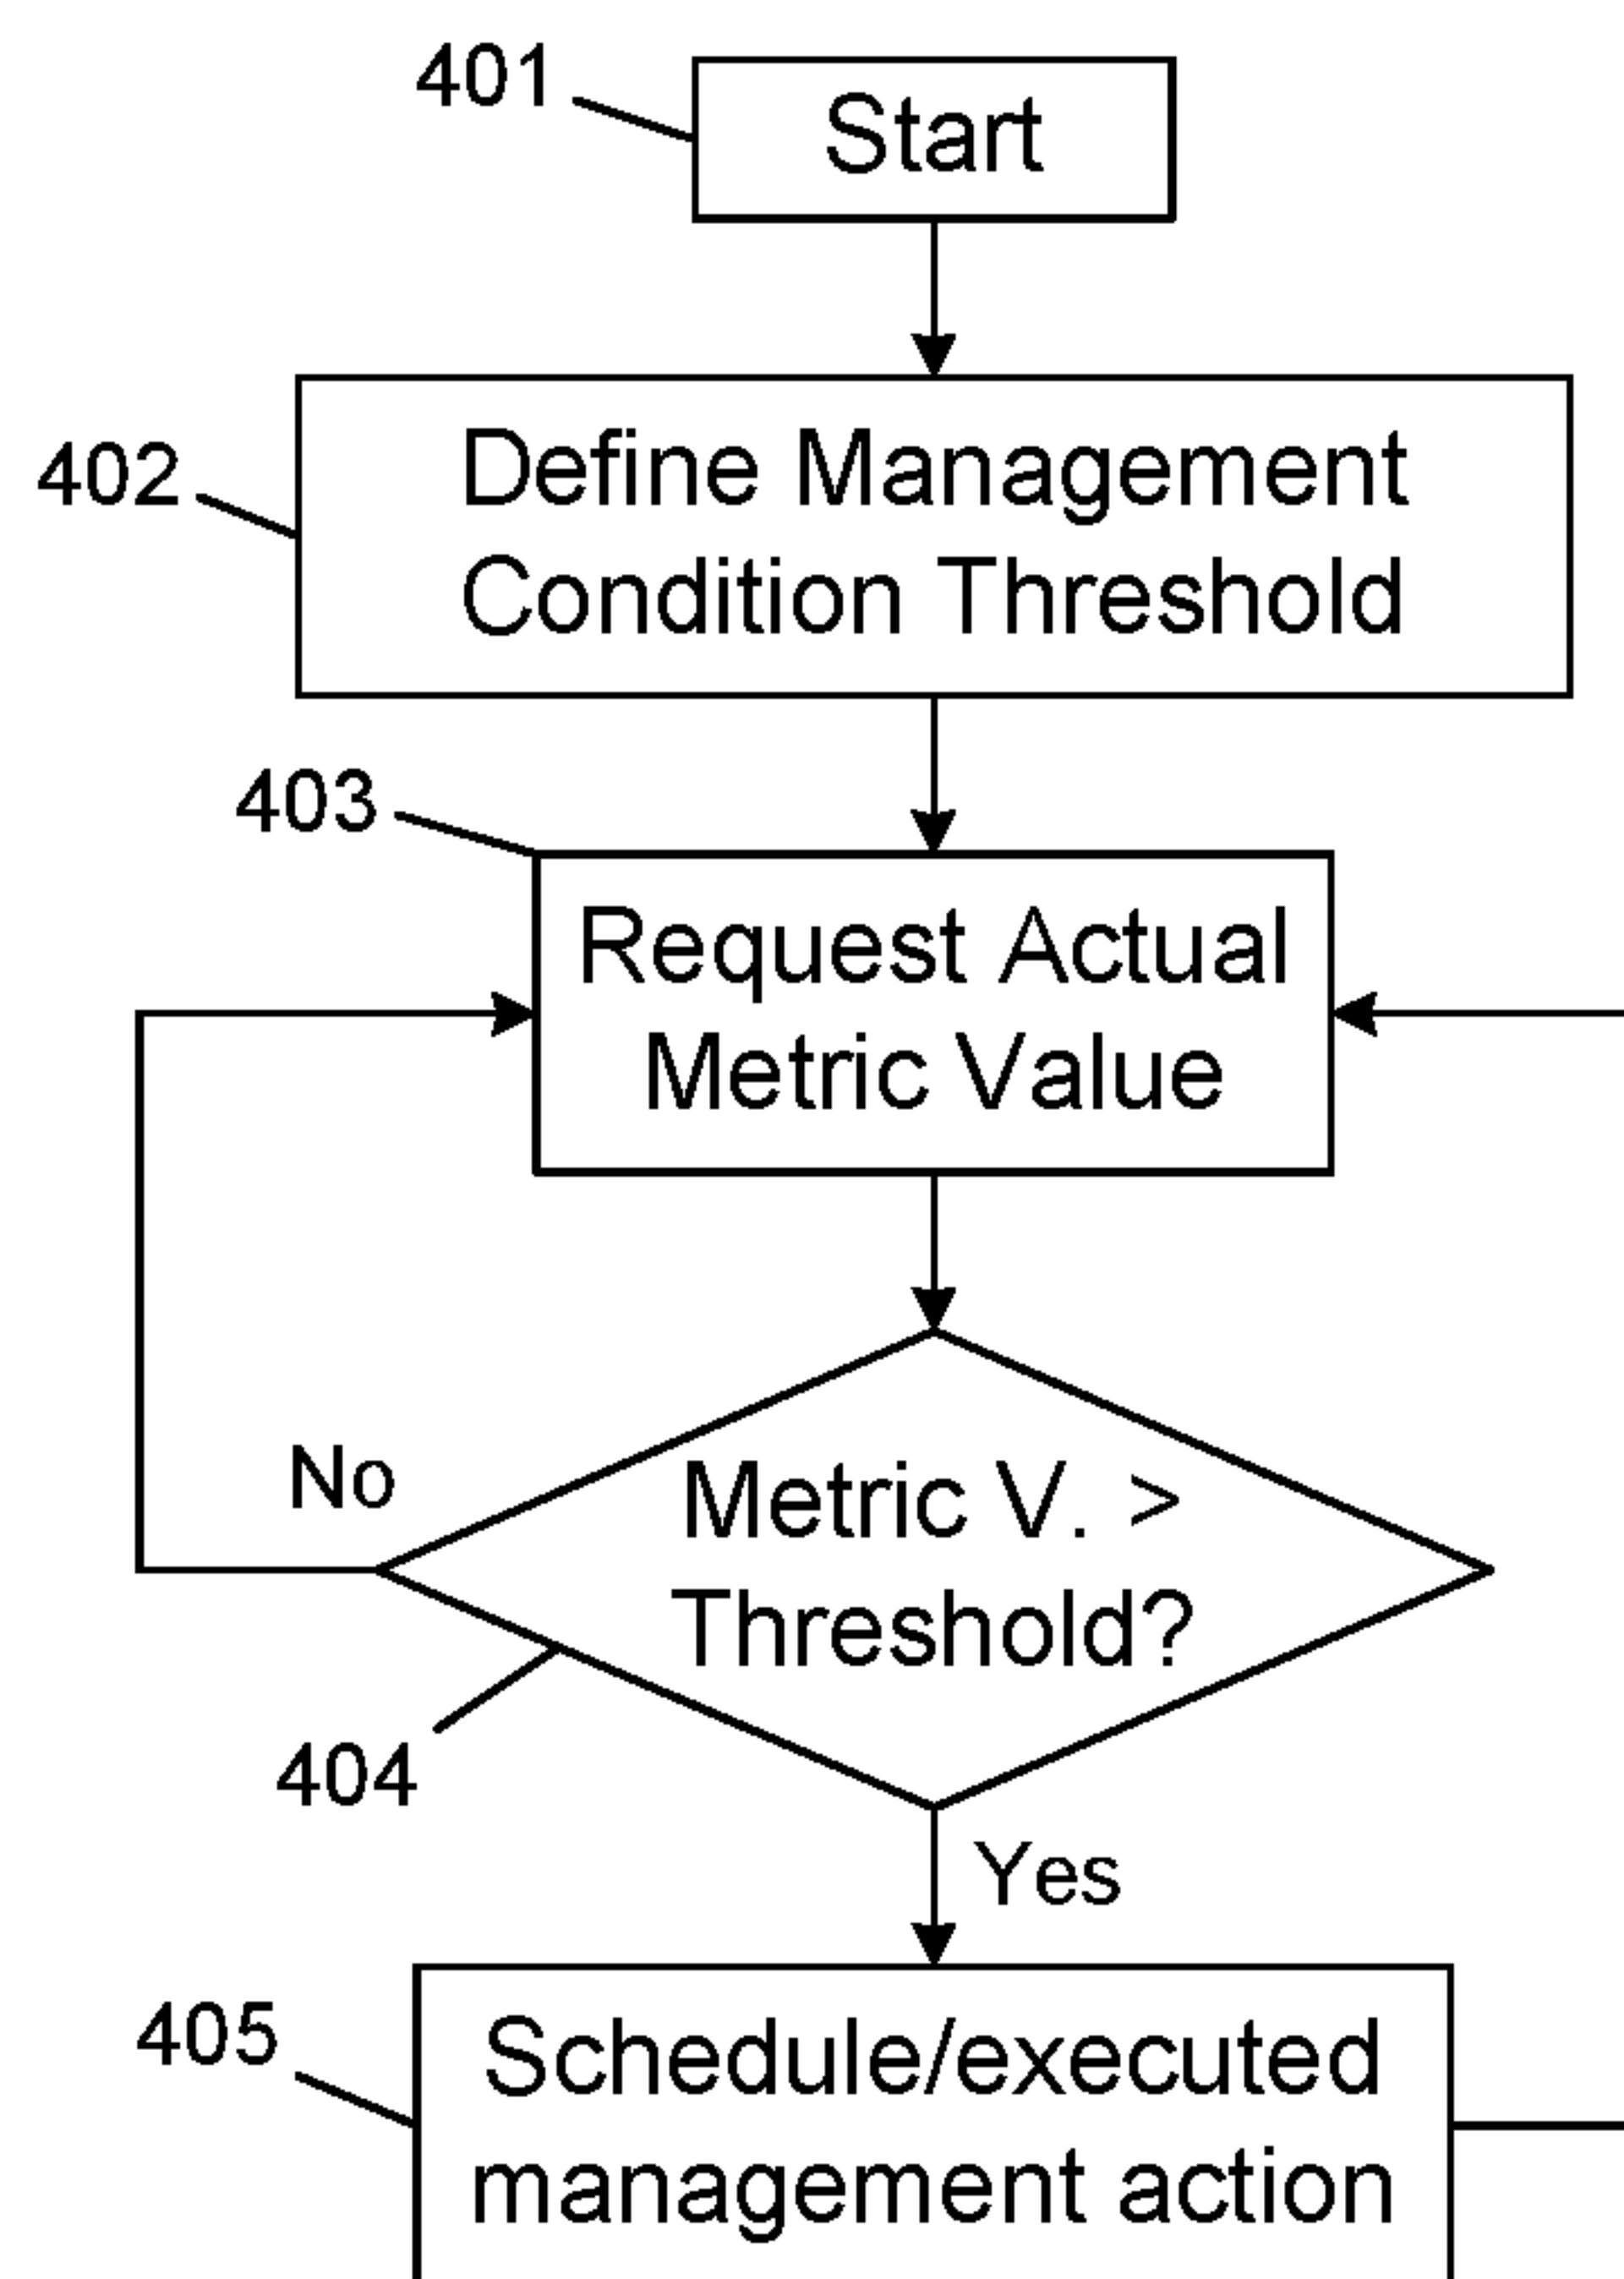 401
Start
402
Define Management
Condition Threshold
403
Request Actual
Metric Value
No
Metric V. >
Threshold?
404
Yes
405
Schedule/executed
management action